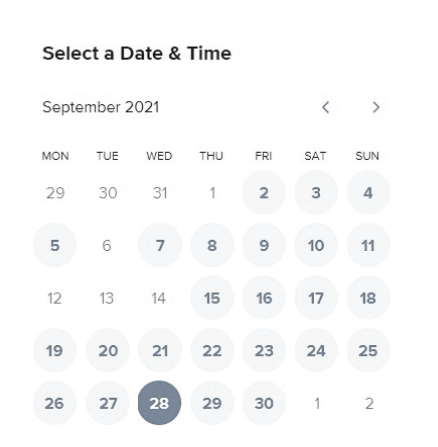 Select a Date & Time
September 2021
MON TUE WED THU FRI SAT SUN
29 30 31 1 2 3 4
5 6 7 8 9 10 11
12 13 14 15 16 17 18
19 20 21 22 23 24 25
26 27 28 29 30 1 2